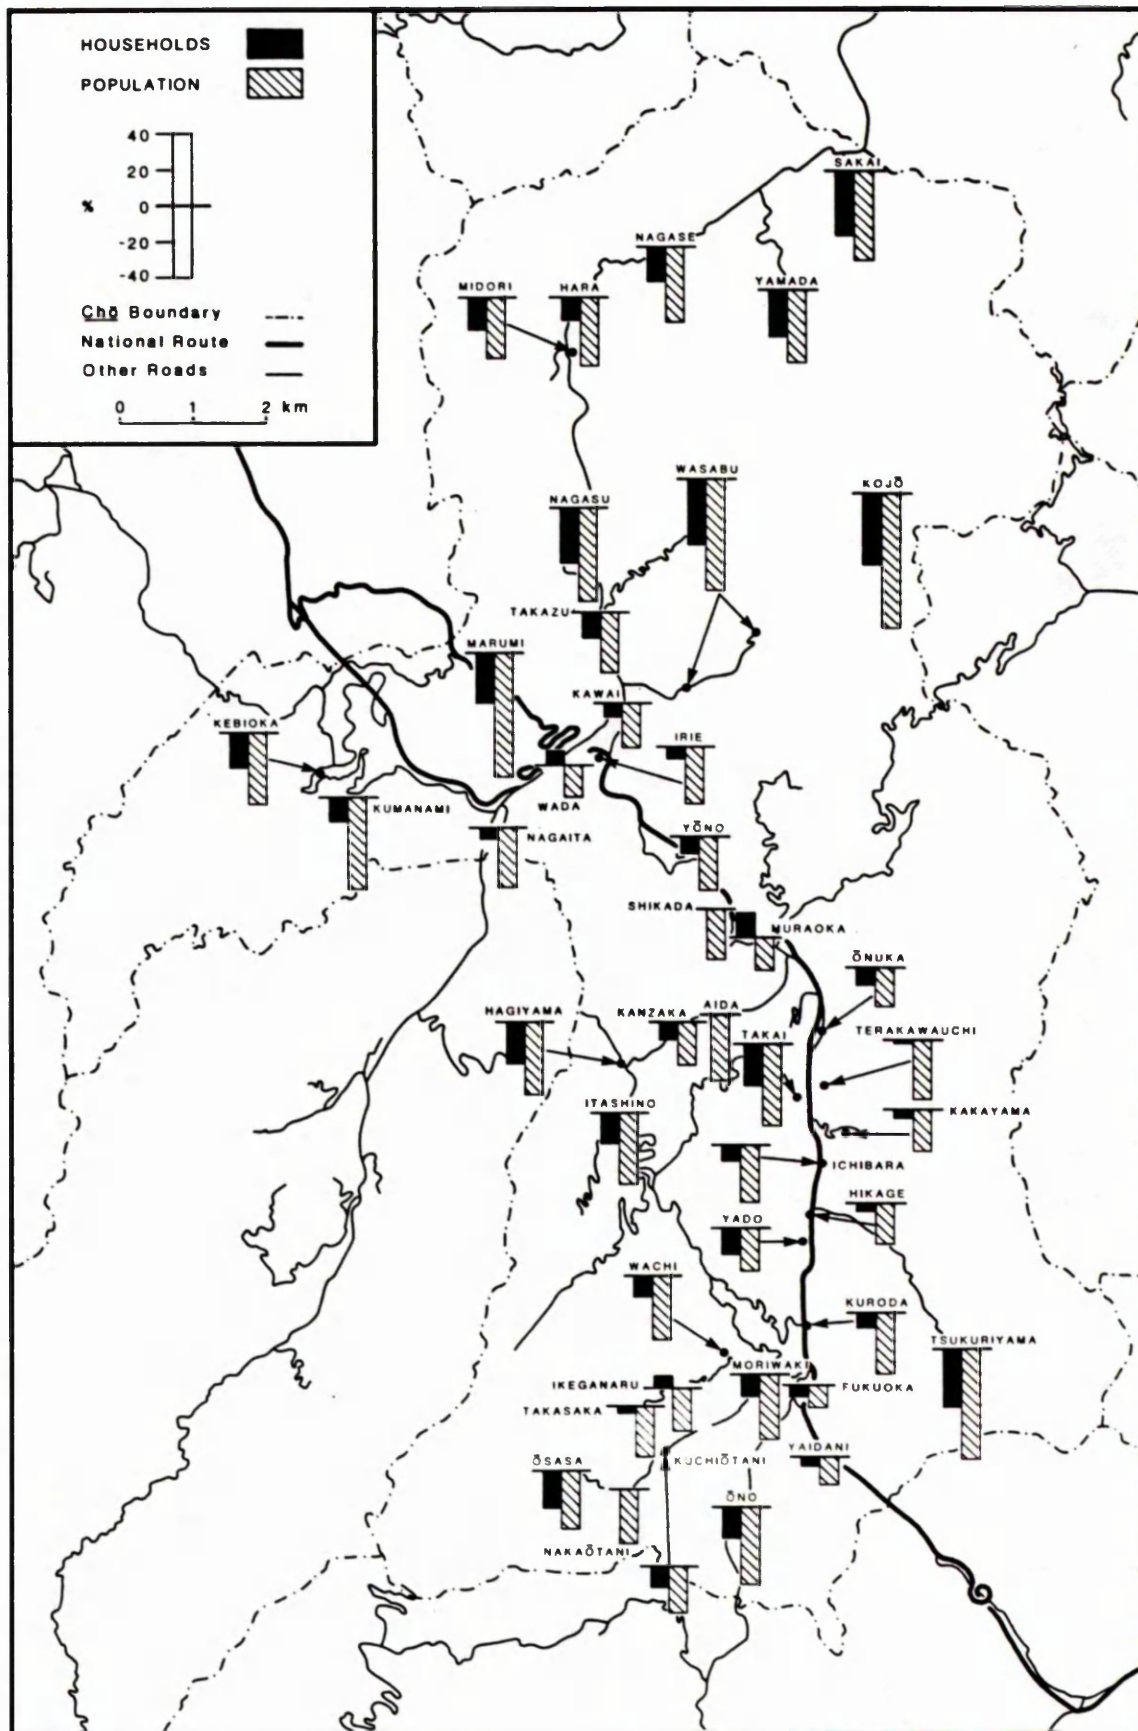 HOUSEHOLDS
POPULATION
40
20
% 0
-20
-40
Chō Boundary
National Route
Other Roads
0 1 2 km
SAKAI
NAGASE
MIDORI HARA YAMADA
WASABU
NAGASU KOJŌ
TAKAZU
MARUMI
KAWAI
KEBIOKA IRIE
WADA
KUMANAMI
NAGAITA YŌNO
SHIKADA
MURAOKA
ŌNUKA
HAGIYAMA KANZAKA AIDA
TAKAI TERAKAWAUCHI
ITASHINO KAKAYAMA
ICHIBARA
HIKAGE
YADO
WACHI
KURODA
TSUKURIYAMA
MORIWAKI
IKEGANARU FUKUOKA
TAKASAKA
YAIDANI
KUCHIŌTANI
ŌSASA
ŌNO
NAKAŌTANI